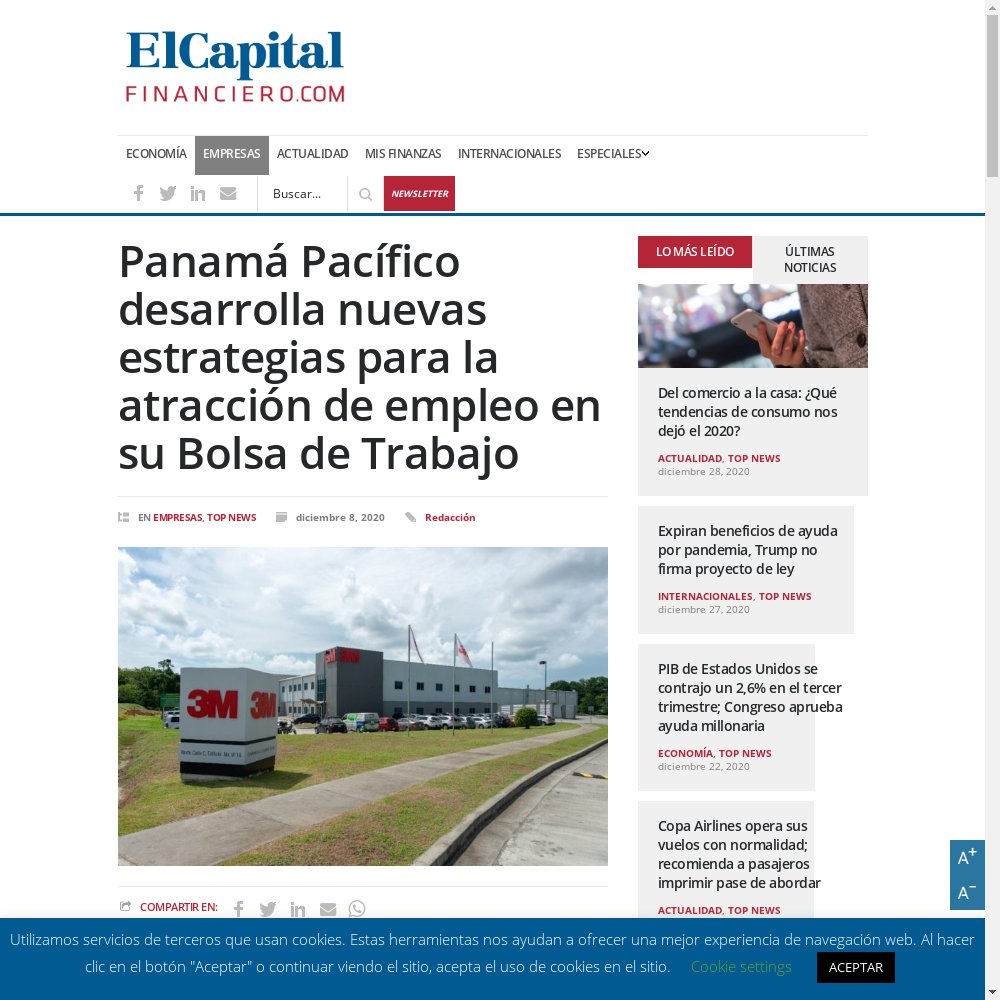 ElCapital
FINANCIERO.COM
ECONOMÍA EMPRESAS ACTUALIDAD MIS FINANZAS INTERNACIONALES ESPECIALES
Buscar... NEWSLETTER
Panamá Pacífico
desarrolla nuevas
estrategias para la
atracción de empleo en
su Bolsa de Trabajo
EN EMPRESAS, TOP NEWS diciembre 8, 2020 Redacción
3M 3M
3M
COMPARTIR EN:
LO MÁS LEÍDO
ÚLTIMAS
NOTICIAS
Del comercio a la casa: ¿Qué
tendencias de consumo nos
dejó el 2020?
ACTUALIDAD, TOP NEWS
diciembre 28, 2020
Expiran beneficios de ayuda
por pandemia, Trump no
firma proyecto de ley
INTERNACIONALES, TOP NEWS
diciembre 27, 2020
PIB de Estados Unidos se
contrajo un 2,6% en el tercer
trimestre; Congreso aprueba
ayuda millonaria
ECONOMÍA, TOP NEWS
diciembre 22, 2020
Copa Airlines opera sus
vuelos con normalidad;
recomienda a pasajeros
imprimir pase de abordar
ACTUALIDAD, TOP NEWS
A+
A-
Utilizamos servicios de terceros que usan cookies. Estas herramientas nos ayudan a ofrecer una mejor experiencia de navegación web. Al hacer
clic en el botón "Aceptar" o continuar viendo el sitio, acepta el uso de cookies en el sitio. Cookie settings ACEPTAR